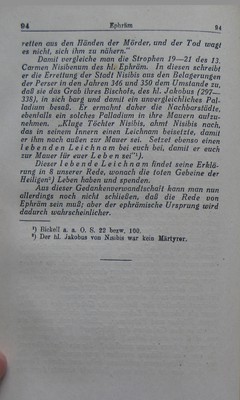 94 Ephräm 94
retten aus den Händen der Mörder, und der Tod wagt
es nicht, sich ihm zu nähern."
Damit vergleiche man die Strophen 19—21 des 13.
Carmen Nisibenum des hl. Ephräm. In diesem schreibt
er die Errettung der Stadt Nisibis aus den Belagerungen
der Perser in den Jahren 346 und 350 dem Umstande zu,
daß sie das Grab ihres Bischofs, des hl. Jakobus (297—
338), in sich barg und damit ein unvergleichliches Pal-
ladium besaß. Er ermahnt daher die Nachbarstädte,
ebenfalls ein solches Palladium in ihre Mauern aufzu-
nehmen. „Kluge Töchter Nisibis, ahmt Nisibis nach,
das in seinem Innern einen Leichnam beisetzte, damit
er ihm nach außen zur Mauer sei. Setzet ebenso einen
lebenden Leichnam bei euch bei, damit er euch
zur Mauer für euer Leben sei"¹).
Dieser lebende Leichnam findet seine Erklä-
rung in 8 unserer Rede, wonach die toten Gebeine der
Heiligen²) Leben haben und spenden.
Aus dieser Gedankenverwandtschaft kann man nun
allerdings noch nicht schließen, daß die Rede von
Ephräm sein muß; aber der ephrämische Ursprung wird
dadurch wahrscheinlicher.
¹) Bickell a. a. O. S. 22 bezw. 100.
²) Der hl. Jakobus von Nisibis war kein Märtyrer.